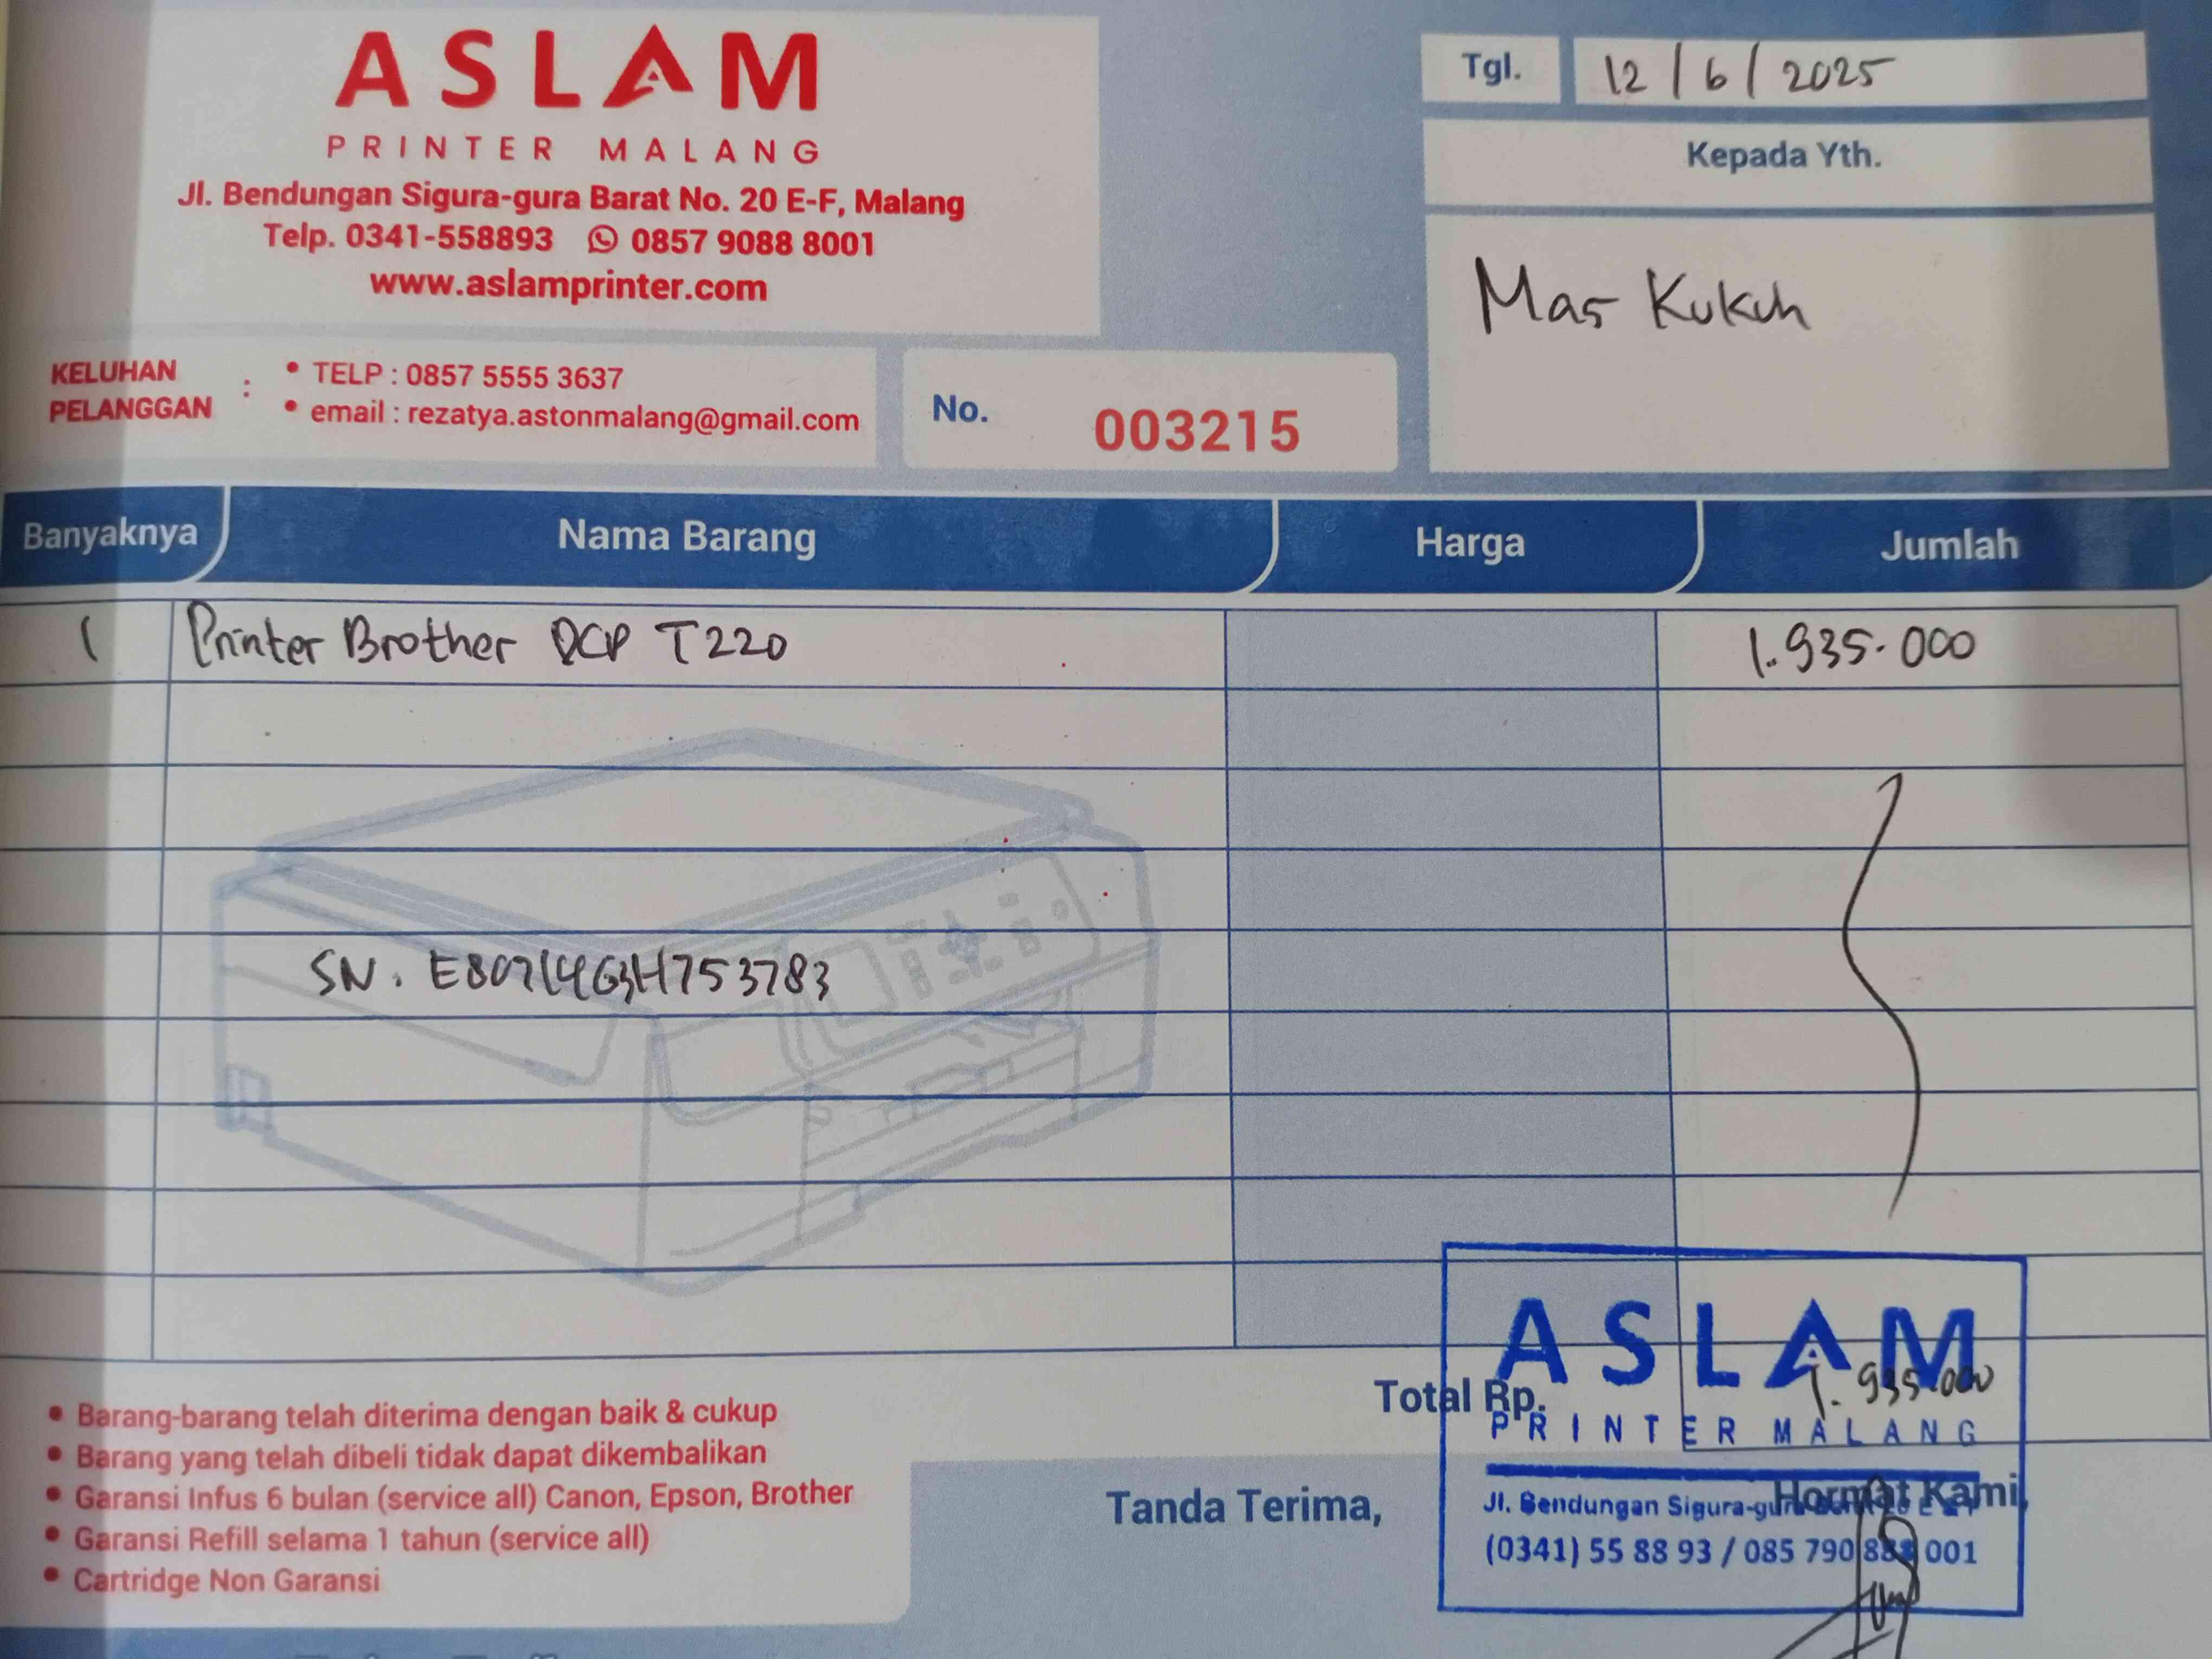 ASLAM
PRINTER MALANG
Jl. Bendungan Sigura-gura Barat No. 20 E-F, Malang
Telp. 0341-558893 0857 9088 8001
www.aslamprinter.com
KELUHAN PELANGGAN :
• TELP : 0857 5555 3637
• email : rezatya.astonmalang@gmail.com
No. 003215
Tgl. 12/6/2025
Kepada Yth.
Mas Kukuh
Banyaknya Nama Barang Harga Jumlah
1 Printer Brother DCP T220 1.935.000
SN. E80714G3H753783
Total Rp. 1.935.000
• Barang-barang telah diterima dengan baik & cukup
• Barang yang telah dibeli tidak dapat dikembalikan
• Garansi Infus 6 bulan (service all) Canon, Epson, Brother
• Garansi Refill selama 1 tahun (service all)
• Cartridge Non Garansi
Tanda Terima,
Hormat Kami,
ASLAM
PRINTER MALANG
Jl. Bendungan Sigura-gura
(0341) 55 88 93 / 085 790 888 001